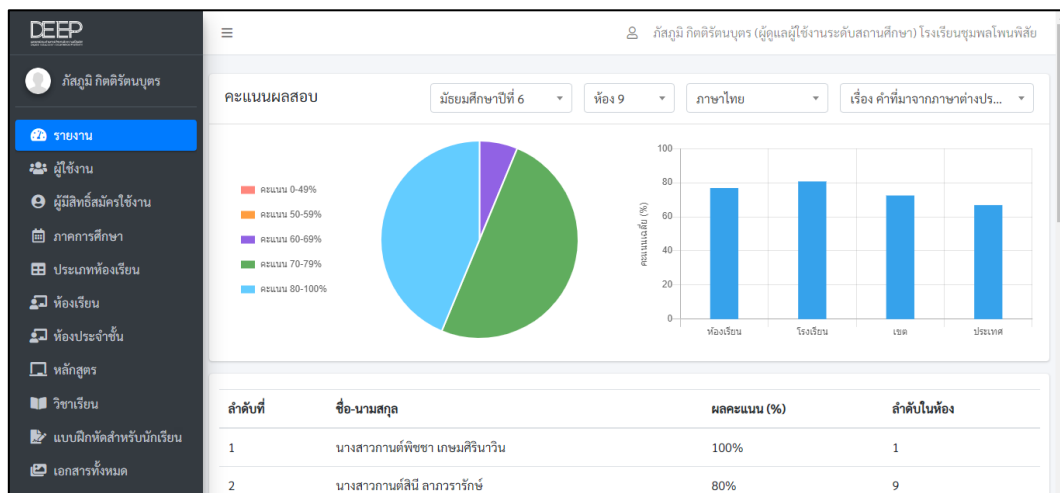 DEEP
ภัสภูมิ กิตติรัตนบุตร (ผู้ดูแลผู้ใช้งานระดับสถานศึกษา) โรงเรียนชุมพลโพนพิสัย
ภัสภูมิ กิตติรัตนบุตร
รายงาน
ผู้ใช้งาน
ผู้มีสิทธิ์สมัครใช้งาน
ภาคการศึกษา
ประเภทห้องเรียน
ห้องเรียน
ห้องประจำชั้น
หลักสูตร
วิชาเรียน
แบบฝึกหัดสำหรับนักเรียน
เอกสารทั้งหมด
คะแนนผลสอบ
มัธยมศึกษาปีที่ 6
ห้อง 9
ภาษาไทย
เรื่อง คำที่มาจากภาษาต่างปร...
คะแนน 0-49%
คะแนน 50-59%
คะแนน 60-69%
คะแนน 70-79%
คะแนน 80-100%
คะแนนเฉลี่ย (%)
100
80
60
40
20
0
ห้องเรียน โรงเรียน เขต ประเทศ
ลำดับที่ ชื่อ-นามสกุล ผลคะแนน (%) ลำดับในห้อง
1 นางสาวกานต์พิชชา เกษมศิรินาวิน 100% 1
2 นางสาวกานต์สินี ลาภวรารักษ์ 80% 9